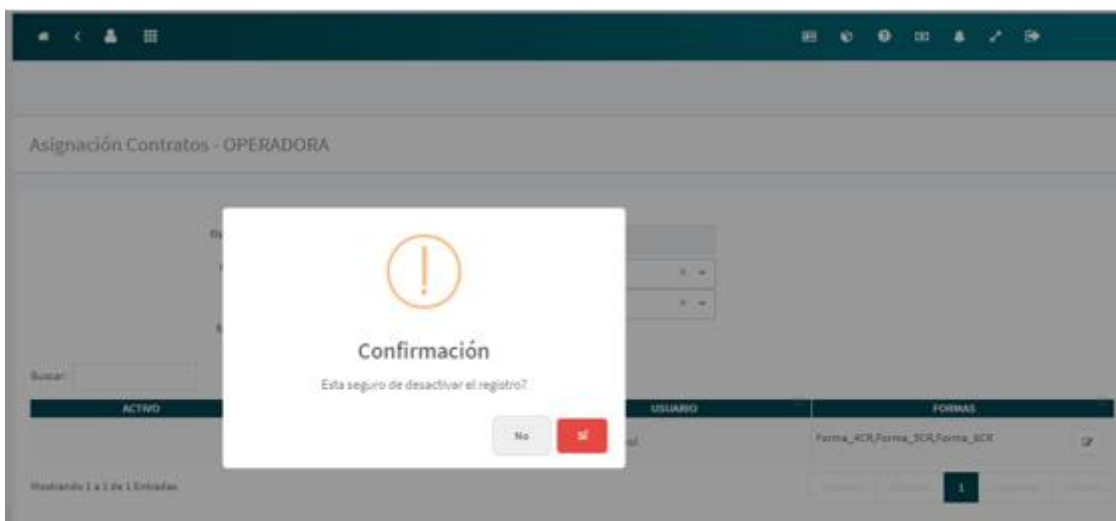 Asignación Contratos - OPERADORA
Confirmación
Esta seguro de desactivar el registro?
No
sí
Buscar:
ACTIVO
USUARIO
FORMAS
Forma_4CR,Forma_5CR,Forma_6CR
Mostrando 1 a 1 de 1 Entradas
1